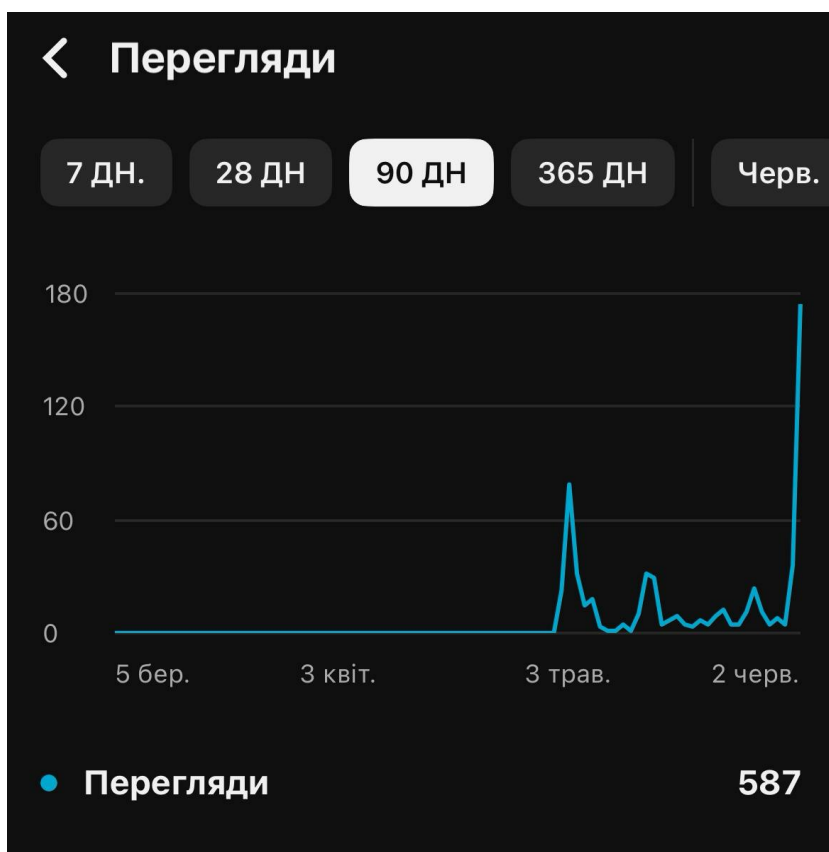 Перегляди
7 ДН. 28 ДН 90 ДН 365 ДН Черв.
180
120
60
0
5 бер. 3 квіт. 3 трав. 2 черв.
Перегляди 587